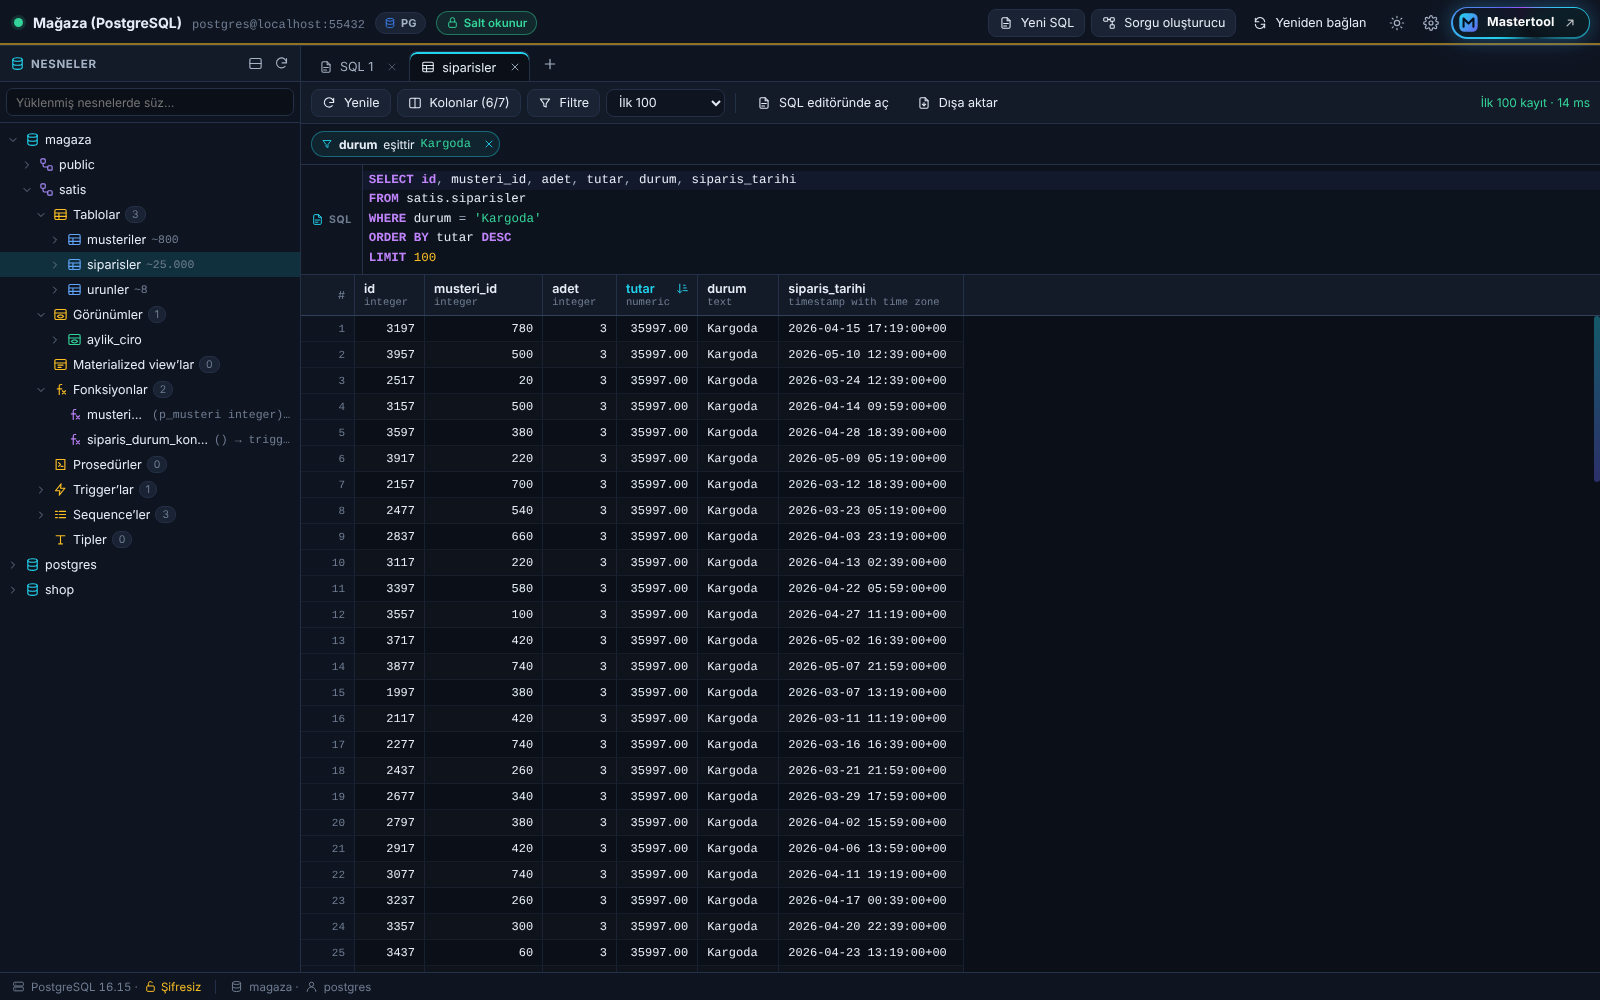 Mağaza (PostgreSQL) postgres@localhost:55432 PG Salt okunur Yeni SQL Sorgu oluşturucu Yeniden bağlan Mastertool ↗
NESNELER
SQL 1 × siparisler × +
Yüklenmiş nesnelerde süz...
Yenile Kolonlar (6/7) Filtre İlk 100 SQL editöründe aç Dışa aktar İlk 100 kayıt · 14 ms
durum eşittir Kargoda ×
magaza
public
satis
Tablolar 3
musteriler ~800
siparisler ~25.000
urunler ~8
Görünümler 1
aylik_ciro
Materialized view’lar 0
Fonksiyonlar 2
musteri... (p_musteri integer)…
siparis_durum_kon... () → trigg…
Prosedürler 0
Trigger’lar 1
Sequence’ler 3
Tipler 0
postgres
shop
SQL
SELECT id, musteri_id, adet, tutar, durum, siparis_tarihi
FROM satis.siparisler
WHERE durum = 'Kargoda'
ORDER BY tutar DESC
LIMIT 100
# id musteri_id adet tutar durum siparis_tarihi
integer integer integer numeric text timestamp with time zone
1 3197 780 3 35997.00 Kargoda 2026-04-15 17:19:00+00
2 3957 500 3 35997.00 Kargoda 2026-05-10 12:39:00+00
3 2517 20 3 35997.00 Kargoda 2026-03-24 12:39:00+00
4 3157 500 3 35997.00 Kargoda 2026-04-14 09:59:00+00
5 3597 380 3 35997.00 Kargoda 2026-04-28 18:39:00+00
6 3917 220 3 35997.00 Kargoda 2026-05-09 05:19:00+00
7 2157 700 3 35997.00 Kargoda 2026-03-12 18:39:00+00
8 2477 540 3 35997.00 Kargoda 2026-03-23 05:19:00+00
9 2837 660 3 35997.00 Kargoda 2026-04-03 23:19:00+00
10 3117 220 3 35997.00 Kargoda 2026-04-13 02:39:00+00
11 3397 580 3 35997.00 Kargoda 2026-04-22 05:59:00+00
12 3557 100 3 35997.00 Kargoda 2026-04-27 11:19:00+00
13 3717 420 3 35997.00 Kargoda 2026-05-02 16:39:00+00
14 3877 740 3 35997.00 Kargoda 2026-05-07 21:59:00+00
15 1997 380 3 35997.00 Kargoda 2026-03-07 13:19:00+00
16 2117 420 3 35997.00 Kargoda 2026-03-11 11:19:00+00
17 2277 740 3 35997.00 Kargoda 2026-03-16 16:39:00+00
18 2437 260 3 35997.00 Kargoda 2026-03-21 21:59:00+00
19 2677 340 3 35997.00 Kargoda 2026-03-29 17:59:00+00
20 2797 380 3 35997.00 Kargoda 2026-04-02 15:59:00+00
21 2917 420 3 35997.00 Kargoda 2026-04-06 13:59:00+00
22 3077 740 3 35997.00 Kargoda 2026-04-11 19:19:00+00
23 3237 260 3 35997.00 Kargoda 2026-04-17 00:39:00+00
24 3357 300 3 35997.00 Kargoda 2026-04-20 22:39:00+00
25 3437 60 3 35997.00 Kargoda 2026-04-23 13:19:00+00
PostgreSQL 16.15 · Şifresiz magaza · postgres